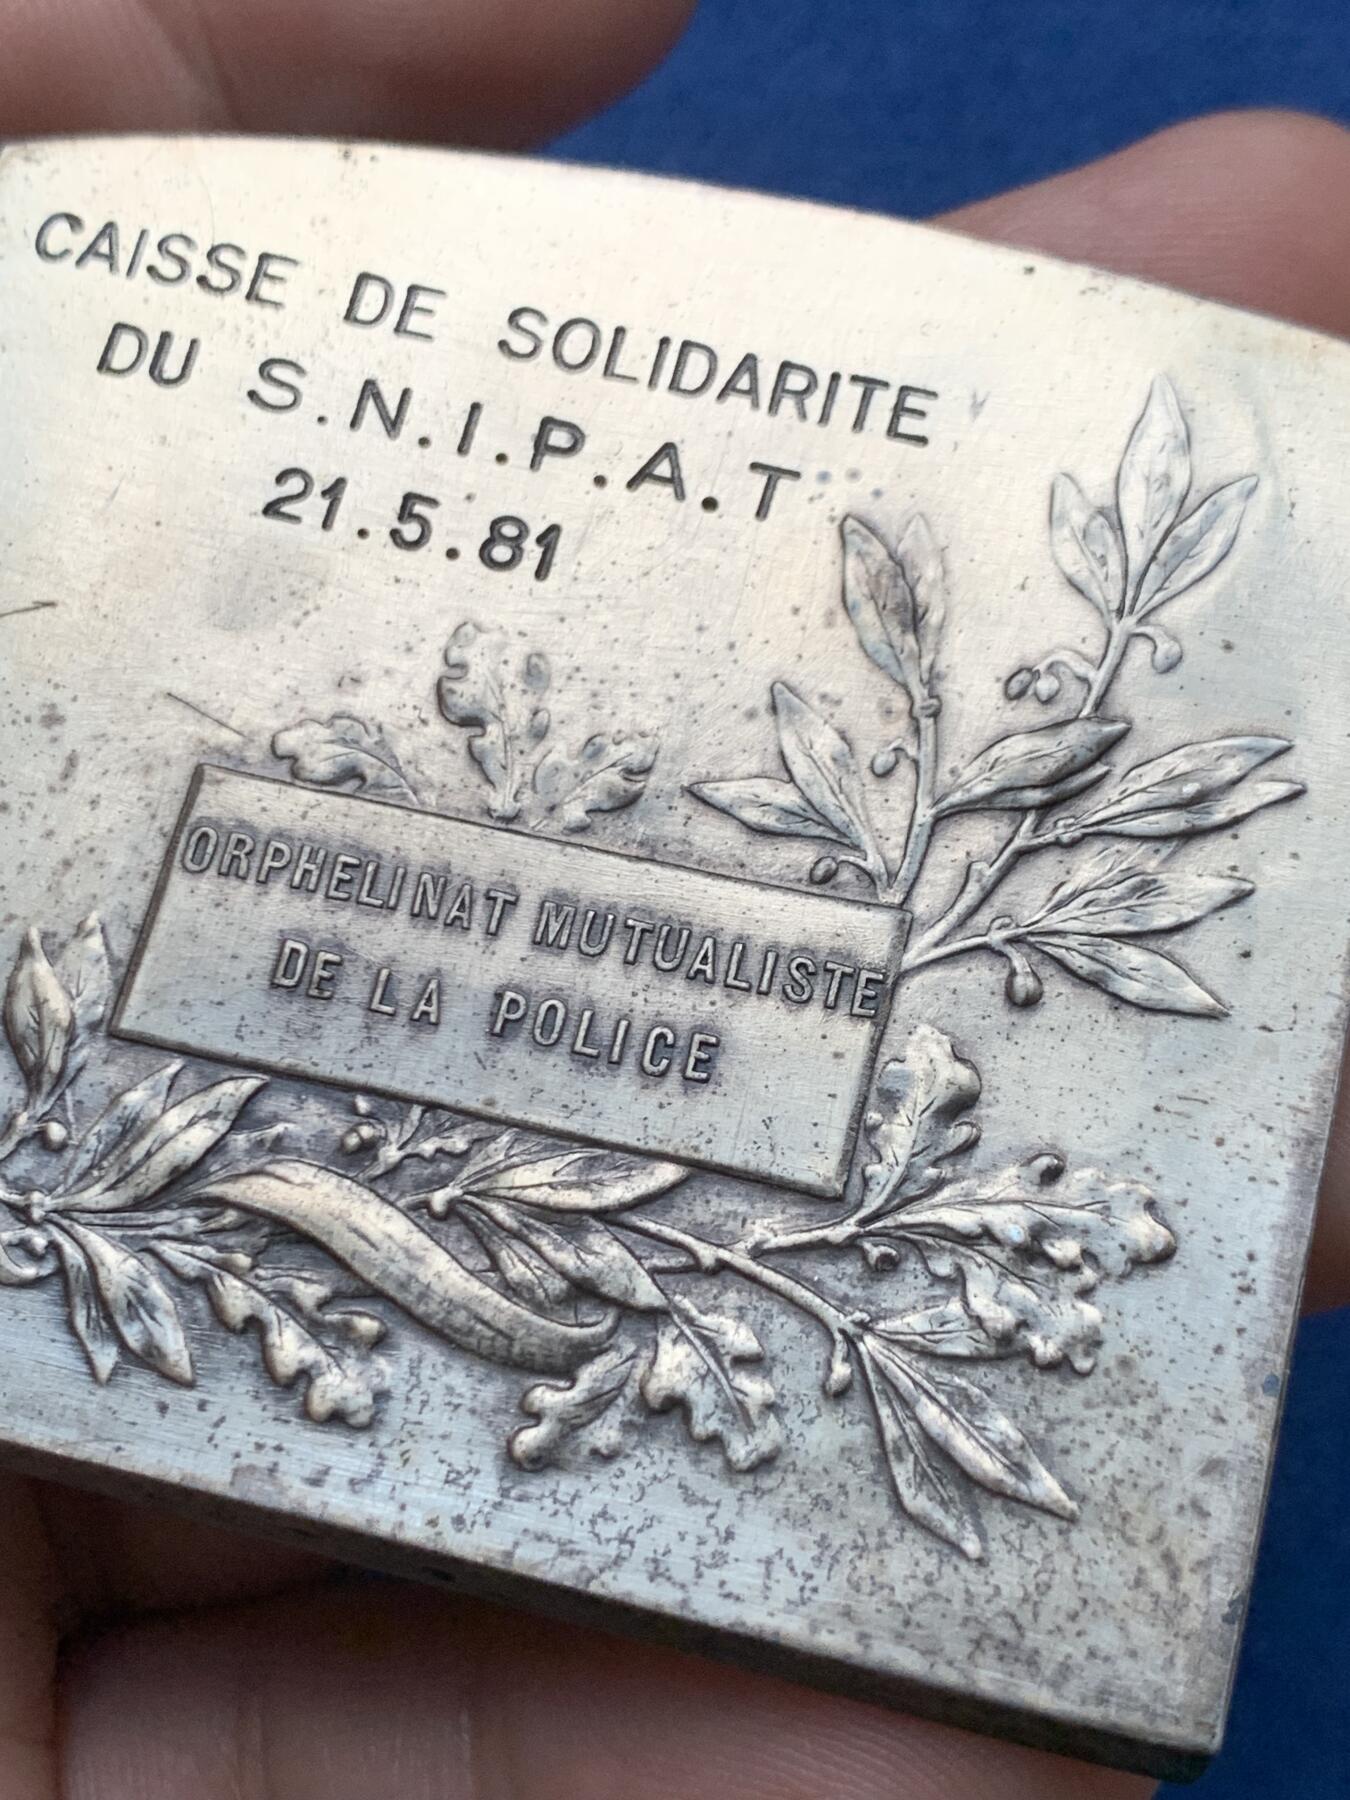 CAISSE DE SOLIDARITE
DU S.N.I.P.A.T
21.5.81
ORPHELINAT MUTUALISTE
DE LA POLICE